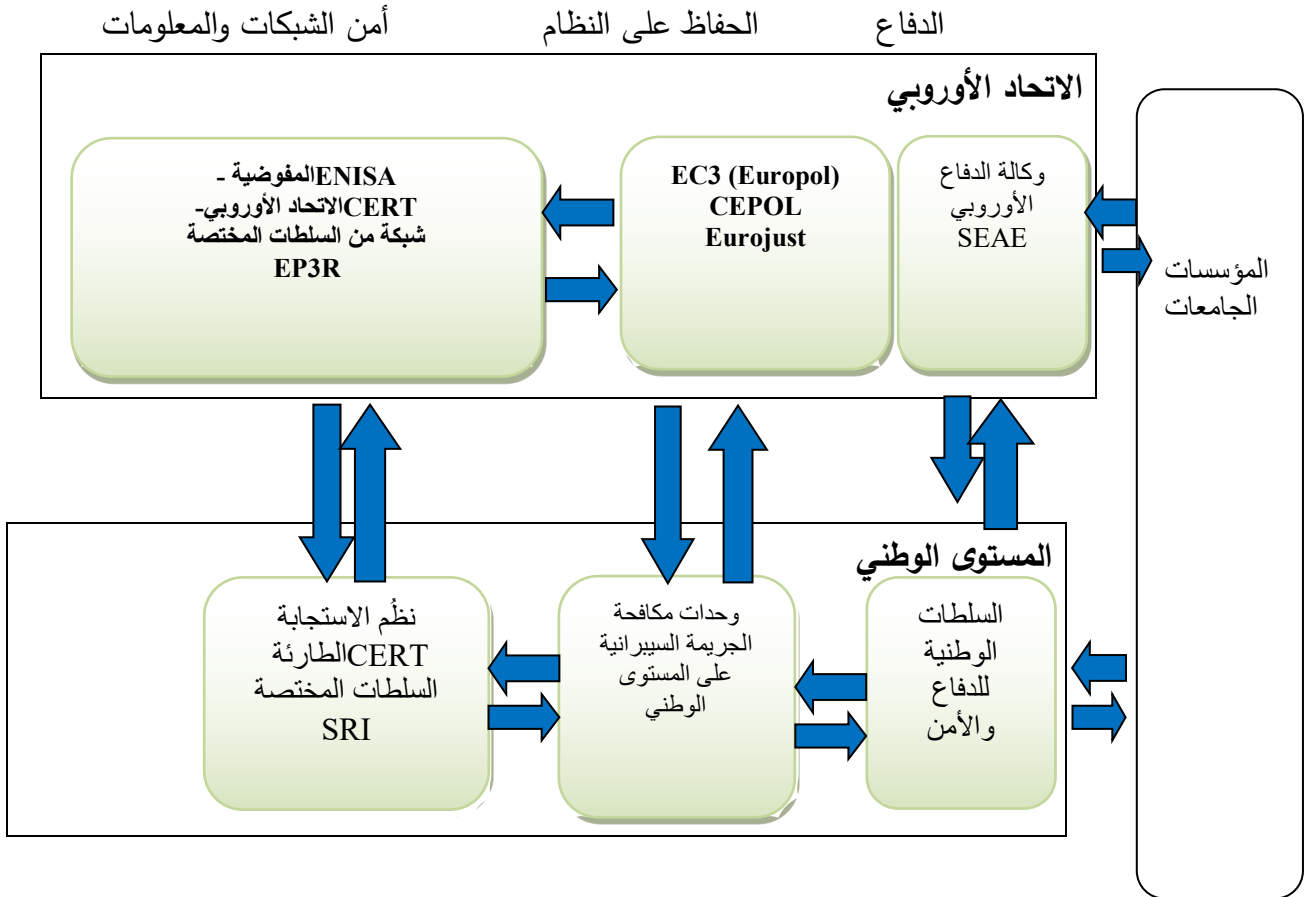 الدفاع
الحفاظ على النظام
أمن الشبكات والمعلومات
الاتحاد الأوروبي
وكالة الدفاع
الأوروبي
SEAE
EC3 (Europol)
CEPOL
Eurojust
ENISAالمفوضية -
CERTالاتحاد الأوروبي-
شبكة من السلطات المختصة
EP3R
المؤسسات
الجامعات
المستوى الوطني
السلطات
الوطنية
للدفاع
والأمن
وحدات مكافحة
الجريمة السيبرانية
على المستوى
الوطني
نظُم الاستجابة
CERTالطارئة
السلطات المختصة
SRI